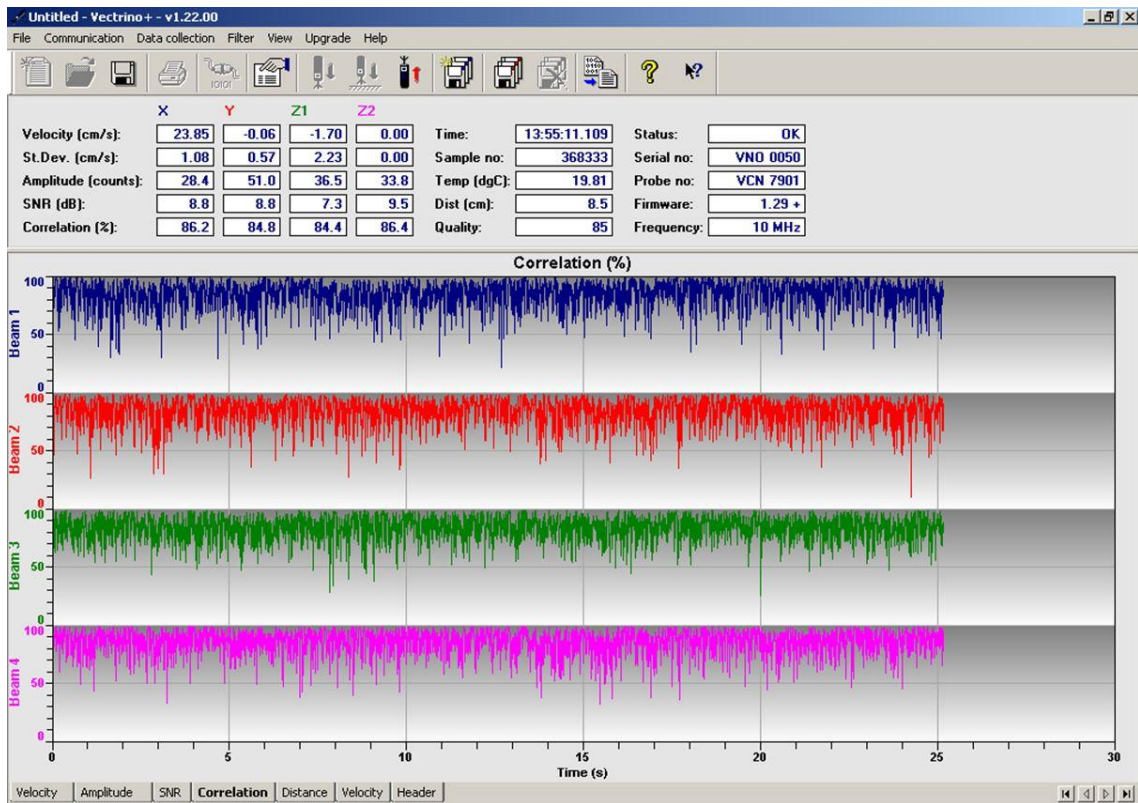 Untitled - Vectrino+ - v1.22.00
File Communication Data collection Filter View Upgrade Help
X Y Z1 Z2
Velocity (cm/s): 23.85 -0.06 -1.70 0.00 Time: 13:55:11.109 Status: OK
St.Dev. (cm/s): 1.08 0.57 2.23 0.00 Sample no: 368333 Serial no: VNO 0050
Amplitude (counts): 28.4 51.0 36.5 33.8 Temp (dgC): 19.81 Probe no: VCN 7901
SNR (dB): 8.8 8.8 7.3 9.5 Dist (cm): 8.5 Firmware: 1.29 +
Correlation (%): 86.2 84.8 84.4 86.4 Quality: 85 Frequency: 10 MHz
Correlation (%)
100
50
0
Beam 1
100
50
0
Beam 2
100
50
0
Beam 3
100
50
0
Beam 4
0 5 10 15 20 25 30
Time (s)
Velocity Amplitude SNR Correlation Distance Velocity Header